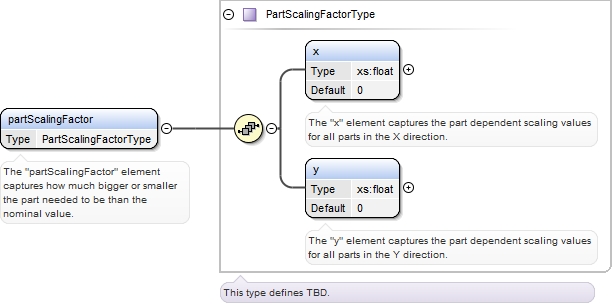 PartScalingFactorType
x
Type xs:float
Default 0
The "x" element captures the part dependent scaling values
for all parts in the X direction.
partScalingFactor
Type PartScalingFactorType
The "partScalingFactor" element
captures how much bigger or smaller
the part needed to be than the
nominal value.
y
Type xs:float
Default 0
The "y" element captures the part dependent scaling values
for all parts in the Y direction.
This type defines TBD.